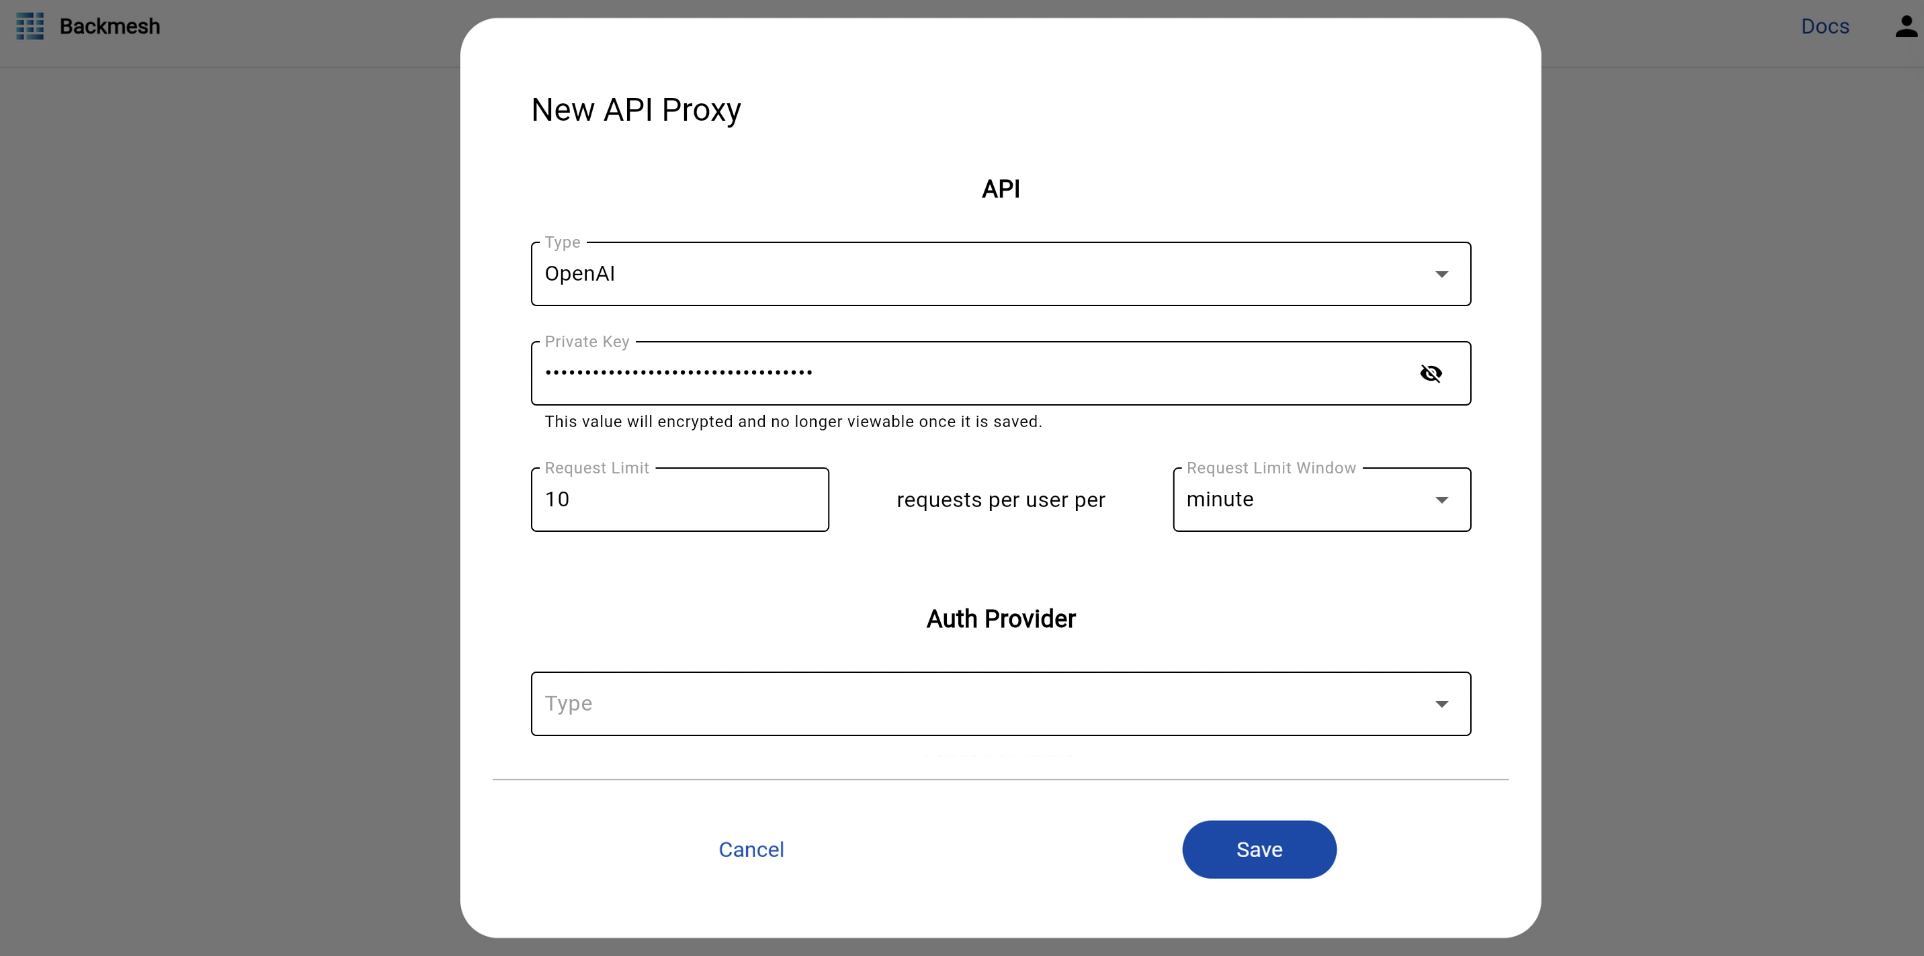 Backmesh
Docs
New API Proxy
API
Type
OpenAI
Private Key
••••••••••••••••••••••••••••••••••
This value will encrypted and no longer viewable once it is saved.
Request Limit
10
requests per user per
Request Limit Window
minute
Auth Provider
Type
Cancel
Save